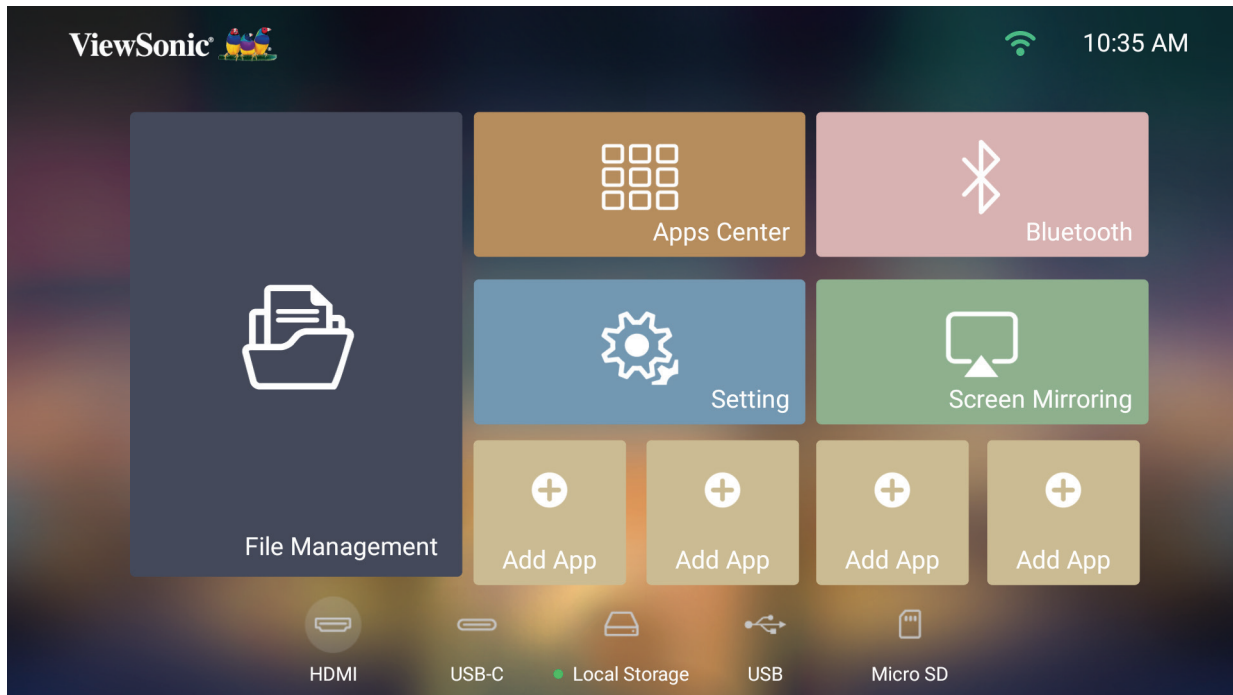 ViewSonic®
10:35 AM
Apps Center
Bluetooth
Setting
Screen Mirroring
File Management
Add App
Add App
Add App
Add App
HDMI
USB-C
Local Storage
USB
Micro SD